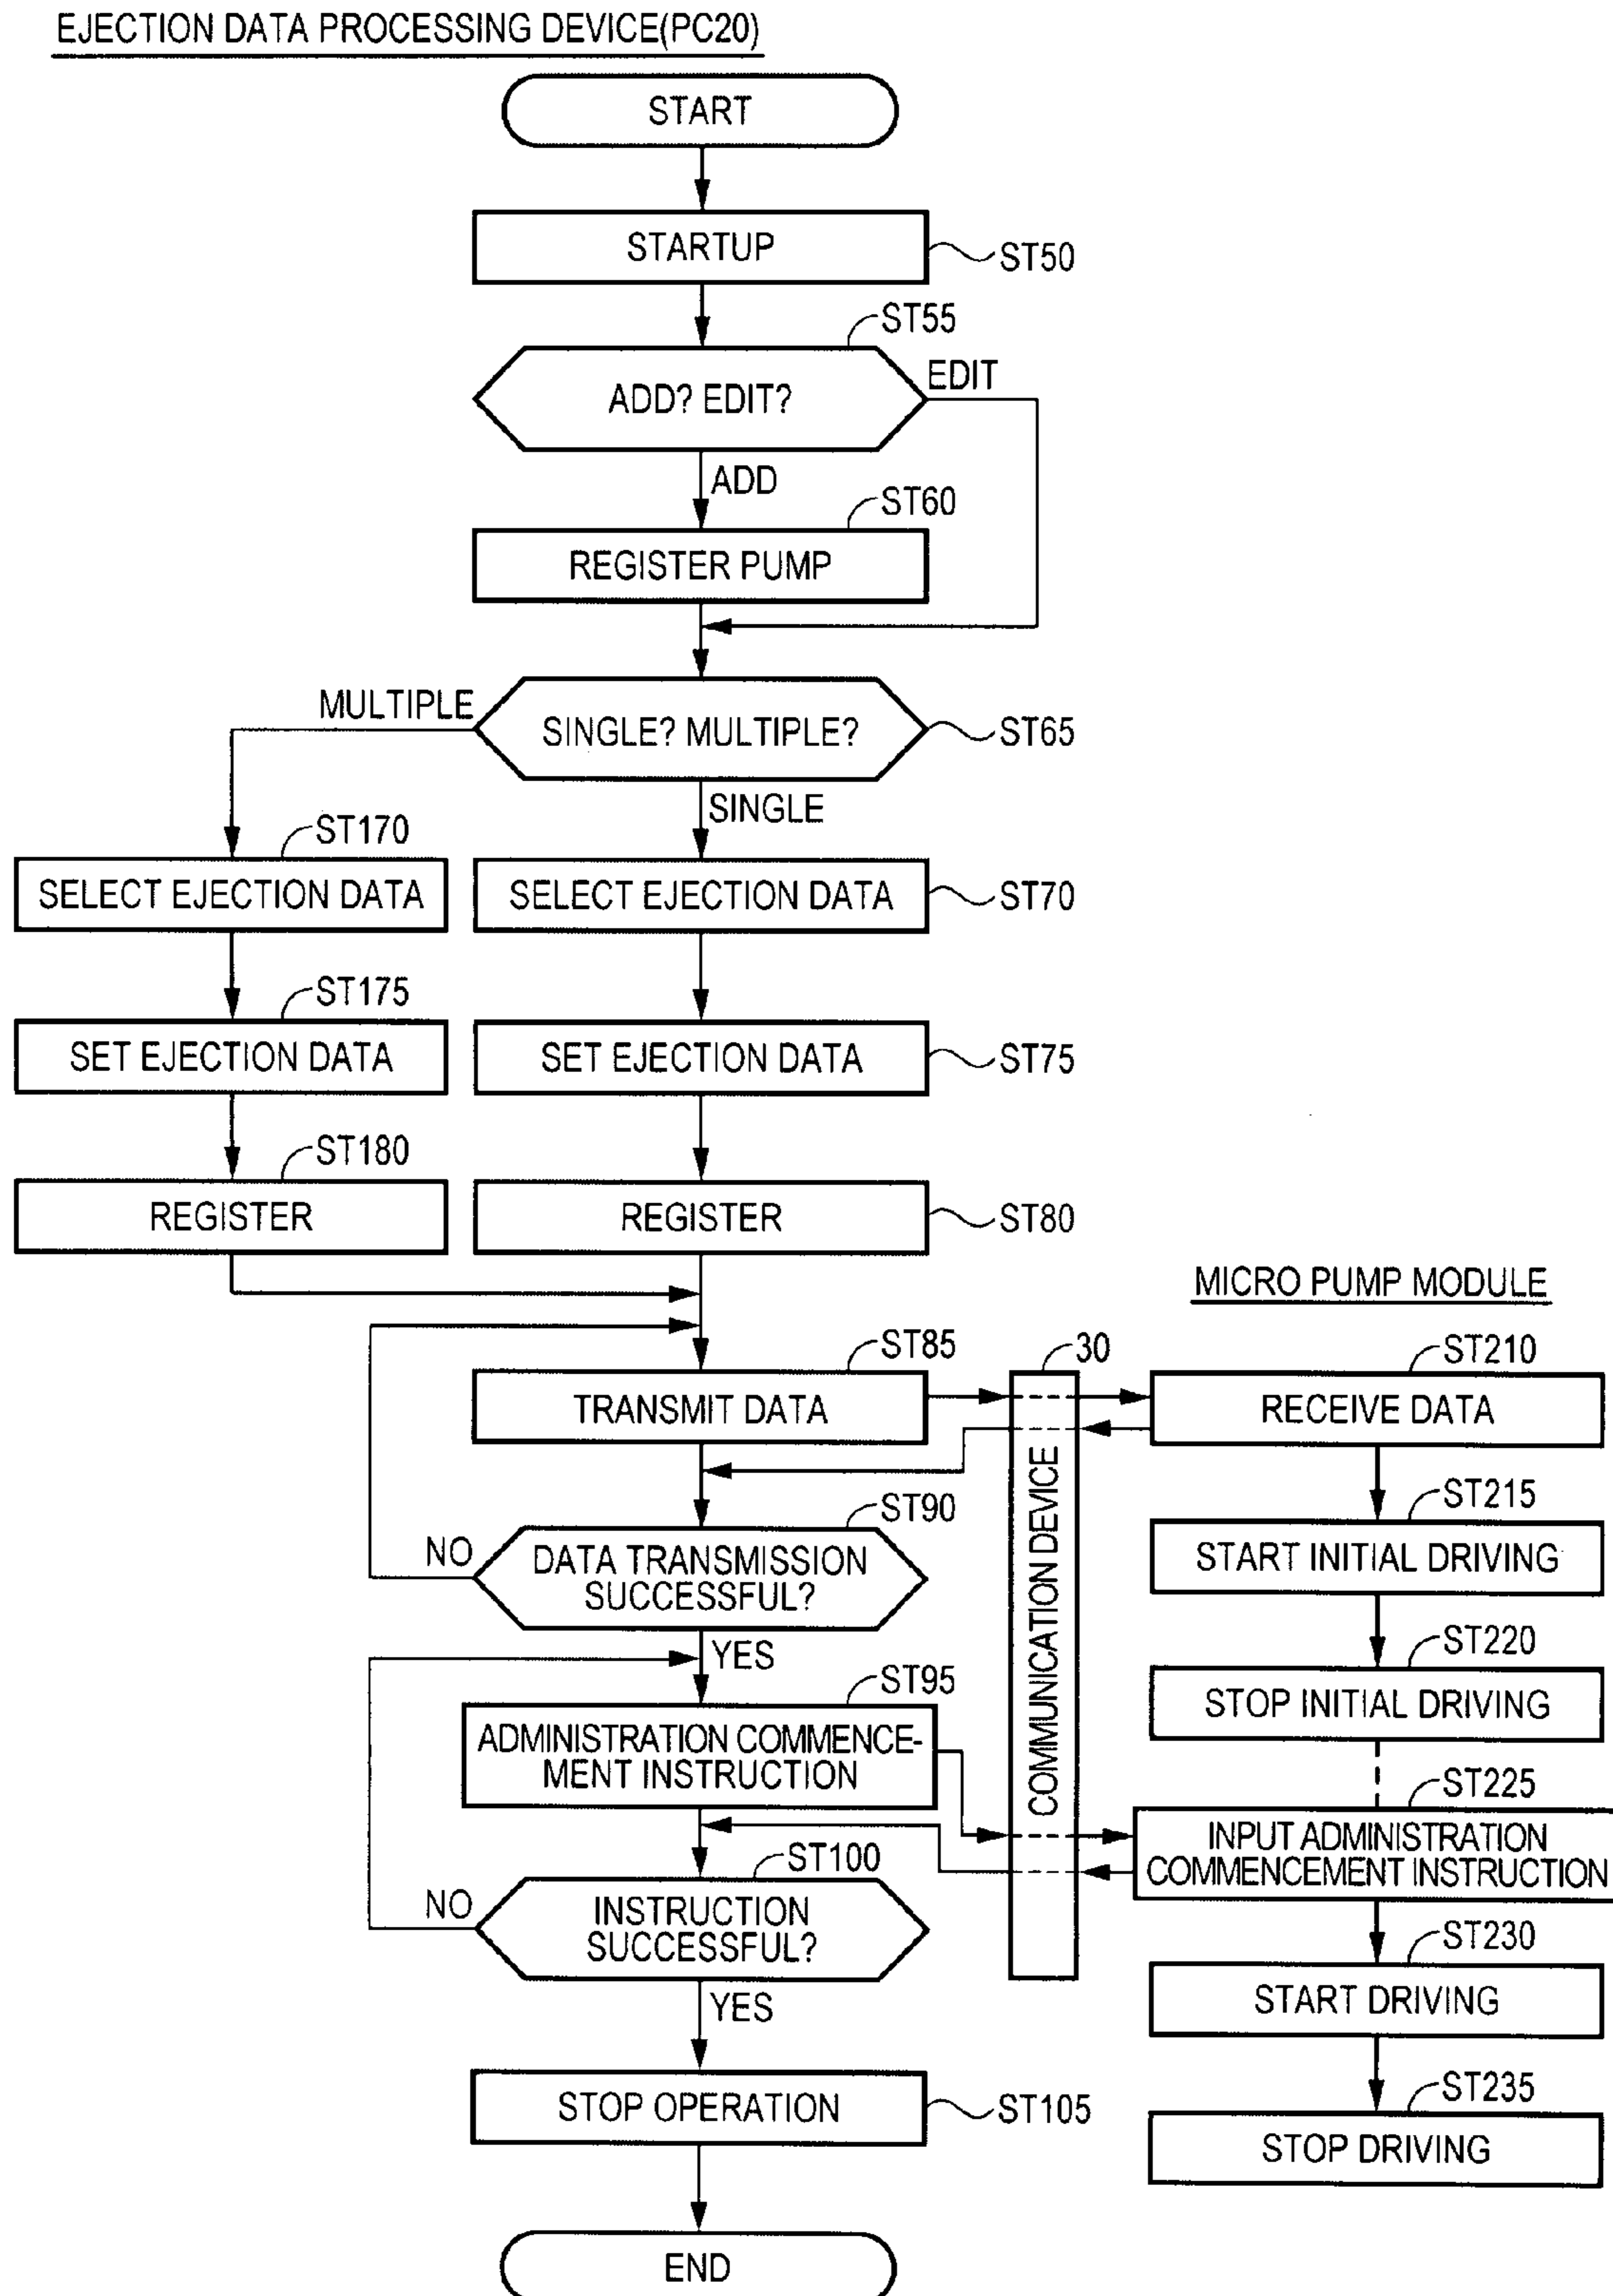 EJECTION DATA PROCESSING DEVICE(PC20)
START
STARTUP
ST50
ST55
ADD? EDIT?
EDIT
ADD
ST60
REGISTER PUMP
MULTIPLE
SINGLE? MULTIPLE?
ST65
SINGLE
ST170
SELECT EJECTION DATA
SELECT EJECTION DATA
ST70
ST175
SET EJECTION DATA
SET EJECTION DATA
ST75
ST180
REGISTER
REGISTER
ST80
MICRO PUMP MODULE
ST85
30
ST210
TRANSMIT DATA
RECEIVE DATA
COMMUNICATION DEVICE
ST90
ST215
NO
DATA TRANSMISSION
SUCCESSFUL?
START INITIAL DRIVING
YES
ST220
ST95
STOP INITIAL DRIVING
ADMINISTRATION COMMENCE-
MENT INSTRUCTION
ST225
INPUT ADMINISTRATION
COMMENCEMENT INSTRUCTION
ST100
NO
INSTRUCTION
SUCCESSFUL?
ST230
START DRIVING
YES
ST235
STOP OPERATION
ST105
STOP DRIVING
END